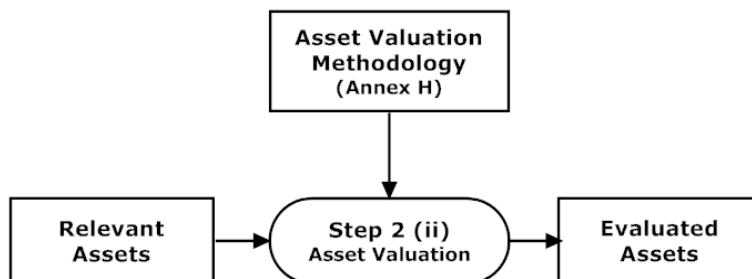 Asset Valuation
Methodology
(Annex H)
Relevant
Assets
Step 2 (ii)
Asset Valuation
Evaluated
Assets